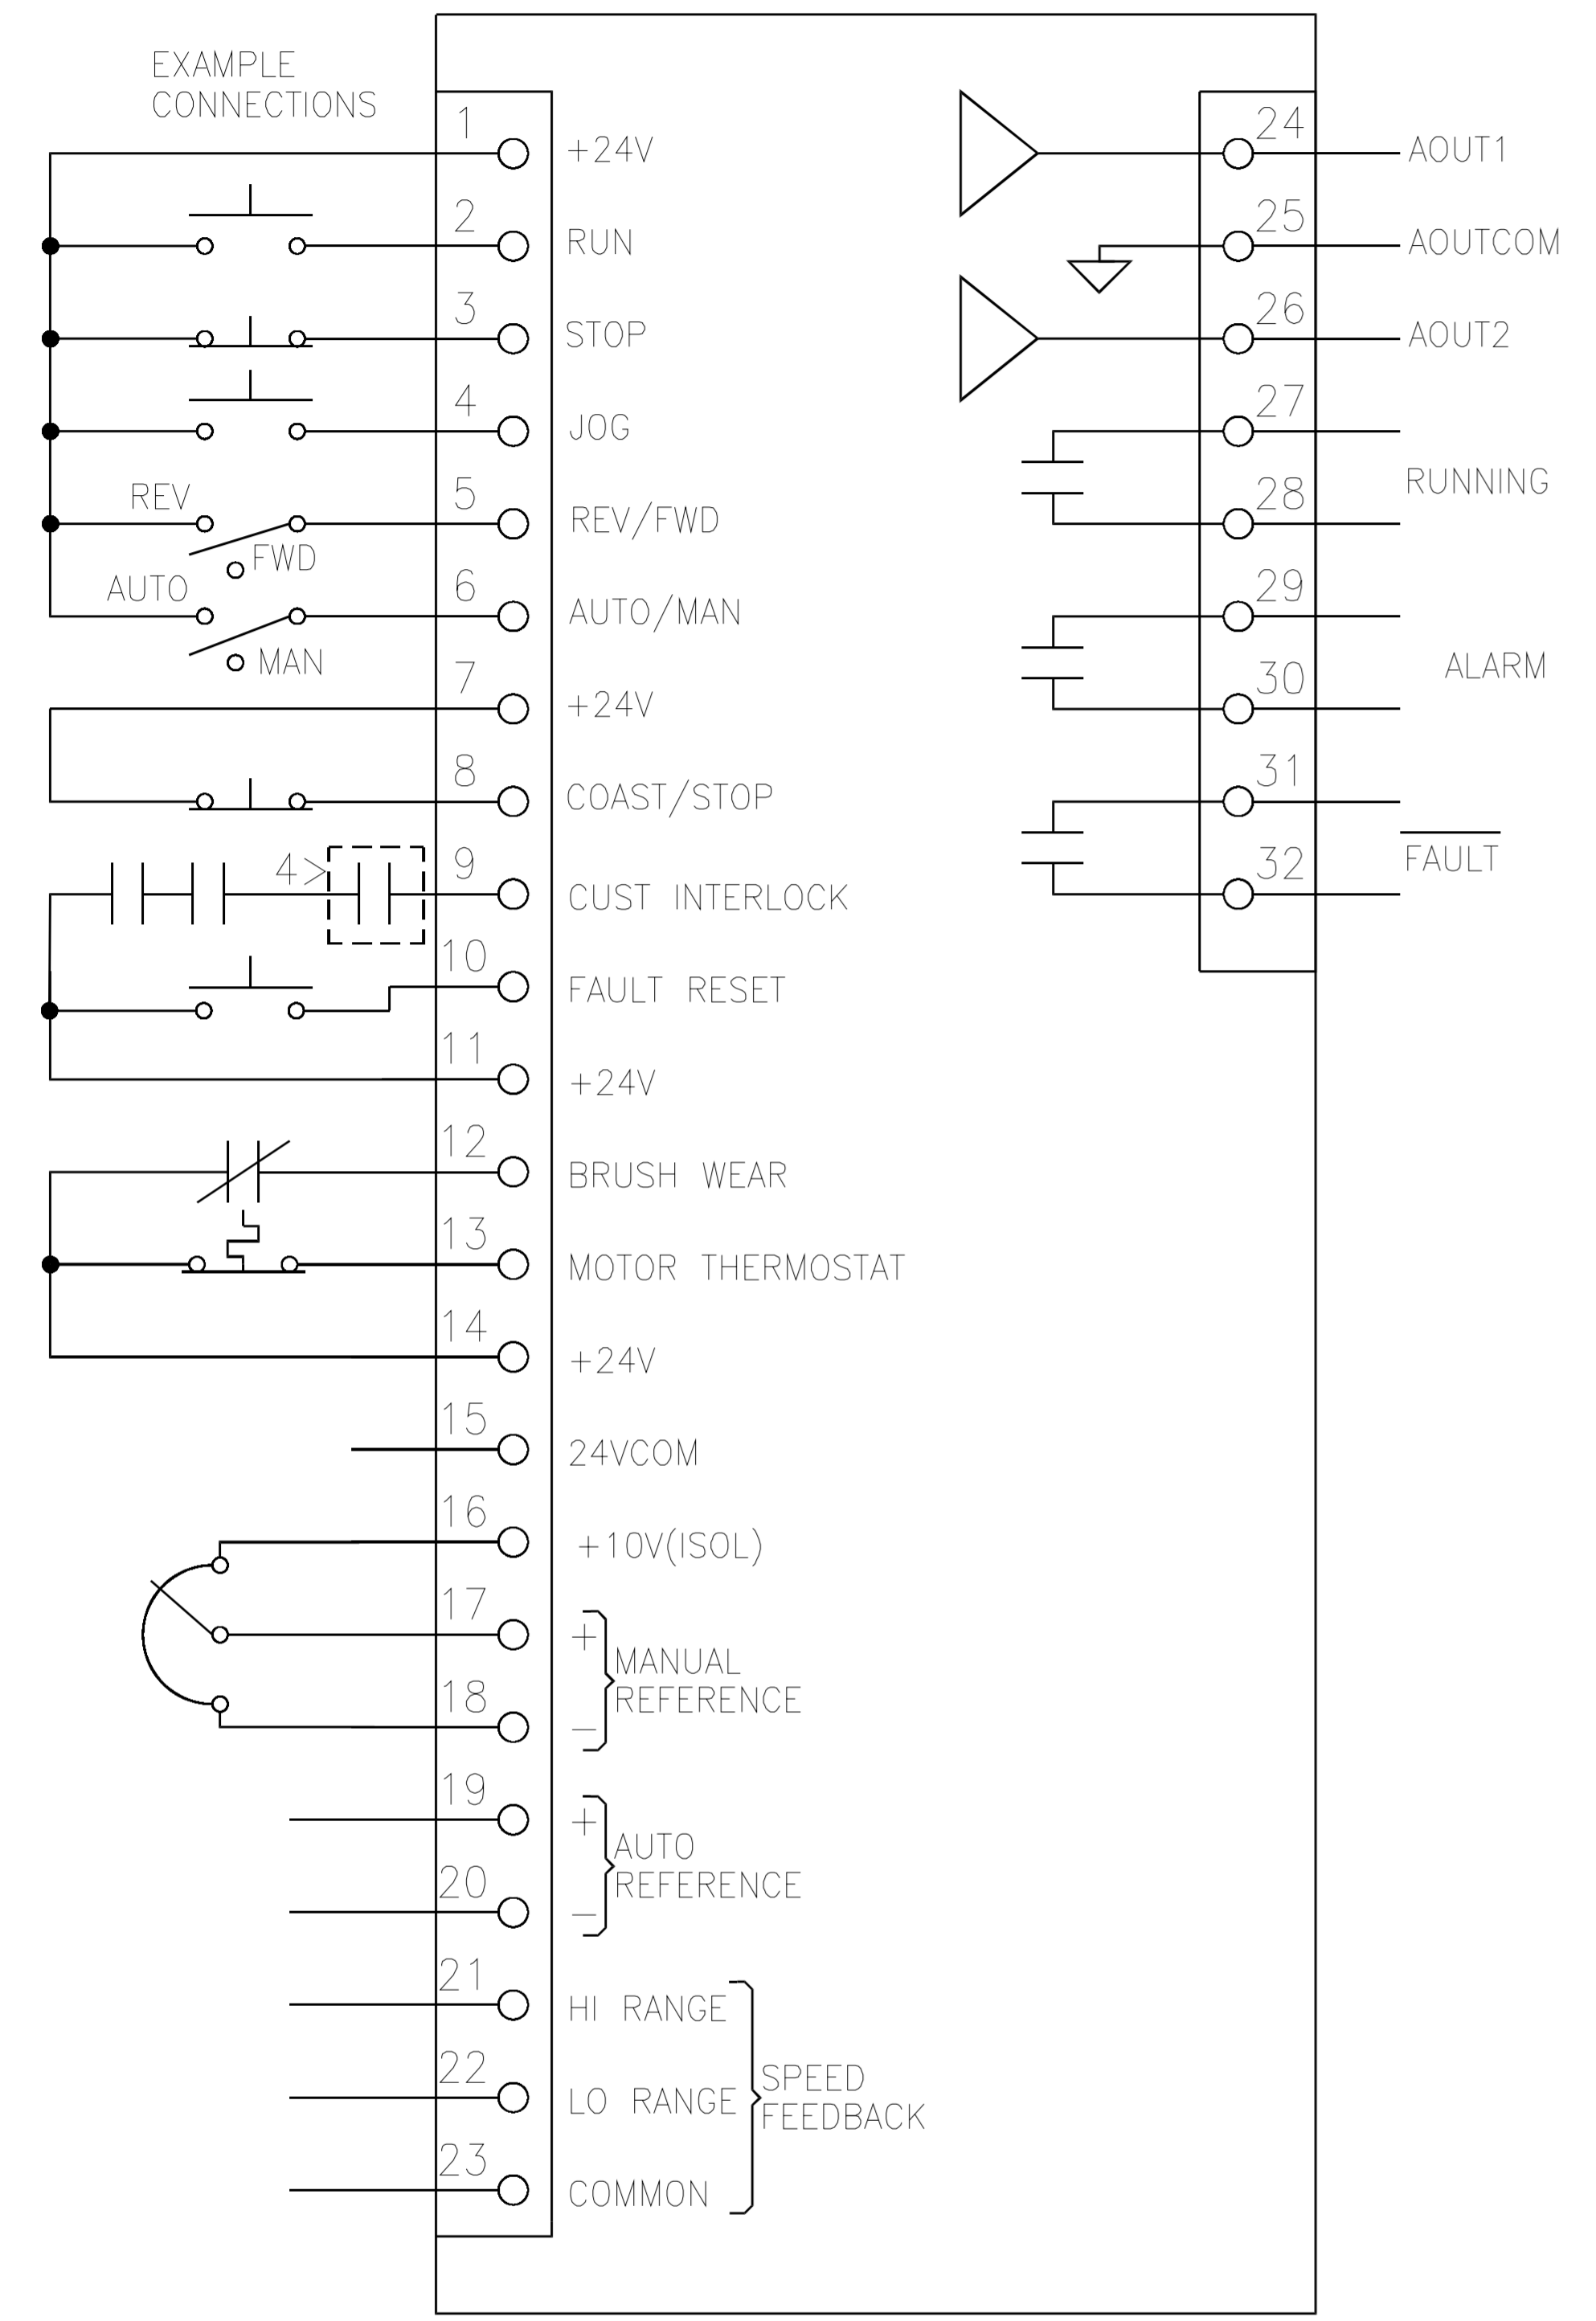 EXAMPLE
CONNECTIONS
1 +24V
2 RUN
3 STOP
4 JOG
REV
5 REV/FWD
FWD
AUTO
6 AUTO/MAN
MAN
7 +24V
8 COAST/STOP
4>
9 CUST INTERLOCK
10 FAULT RESET
11 +24V
12 BRUSH WEAR
13 MOTOR THERMOSTAT
14 +24V
15 24VCOM
16 +10V(ISOL)
17 +
MANUAL
REFERENCE
18 –
19 +
AUTO
REFERENCE
20 –
21 HI RANGE
22 LO RANGE
SPEED
FEEDBACK
23 COMMON
24 AOUT1
25 AOUTCOM
26 AOUT2
27
RUNNING
28
29
ALARM
30
31
FAULT
32